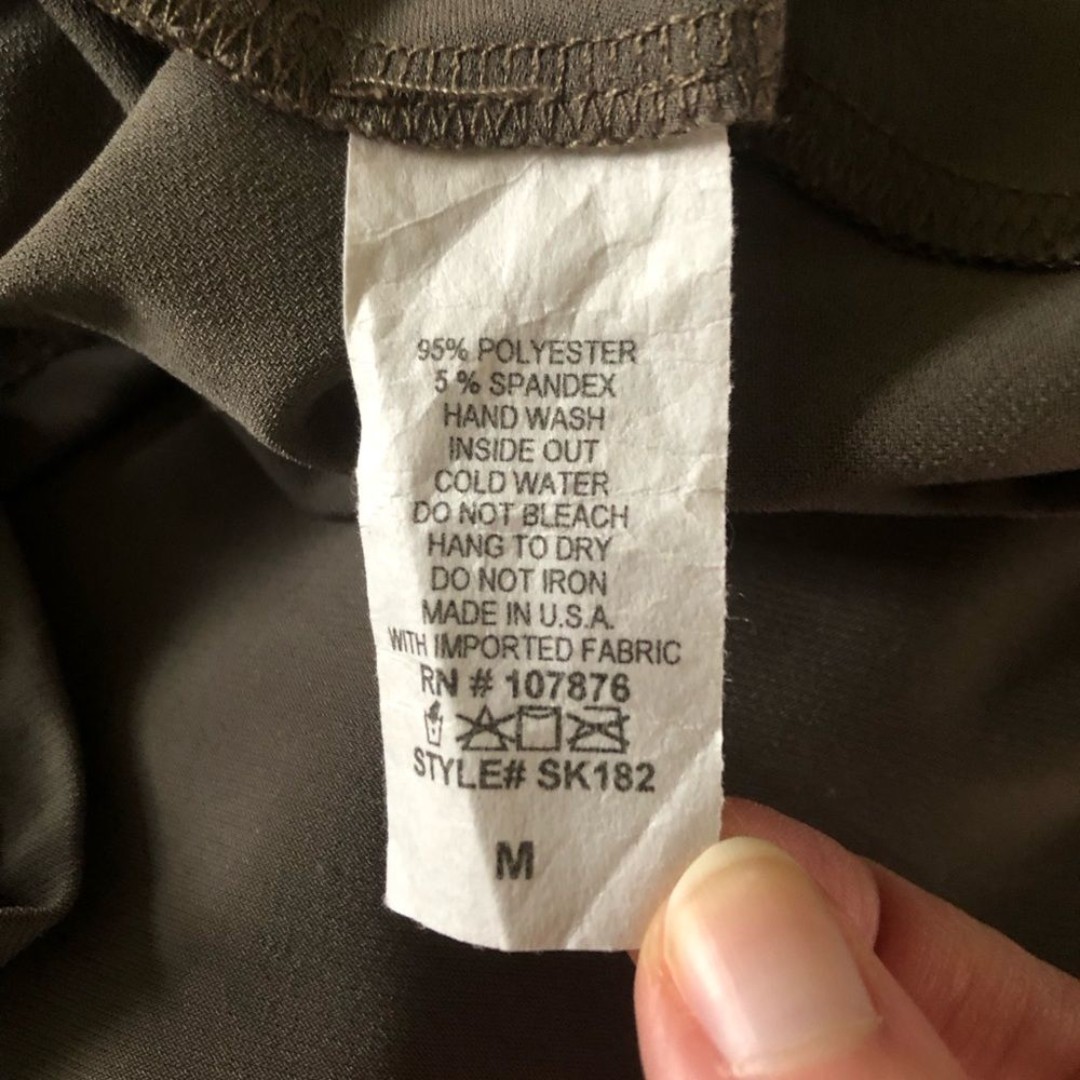 95% POLYESTER
5 % SPANDEX
HAND WASH
INSIDE OUT
COLD WATER
DO NOT BLEACH
HANG TO DRY
DO NOT IRON
MADE IN U.S.A.
WITH IMPORTED FABRIC
RN # 107876
STYLE# SK182
M